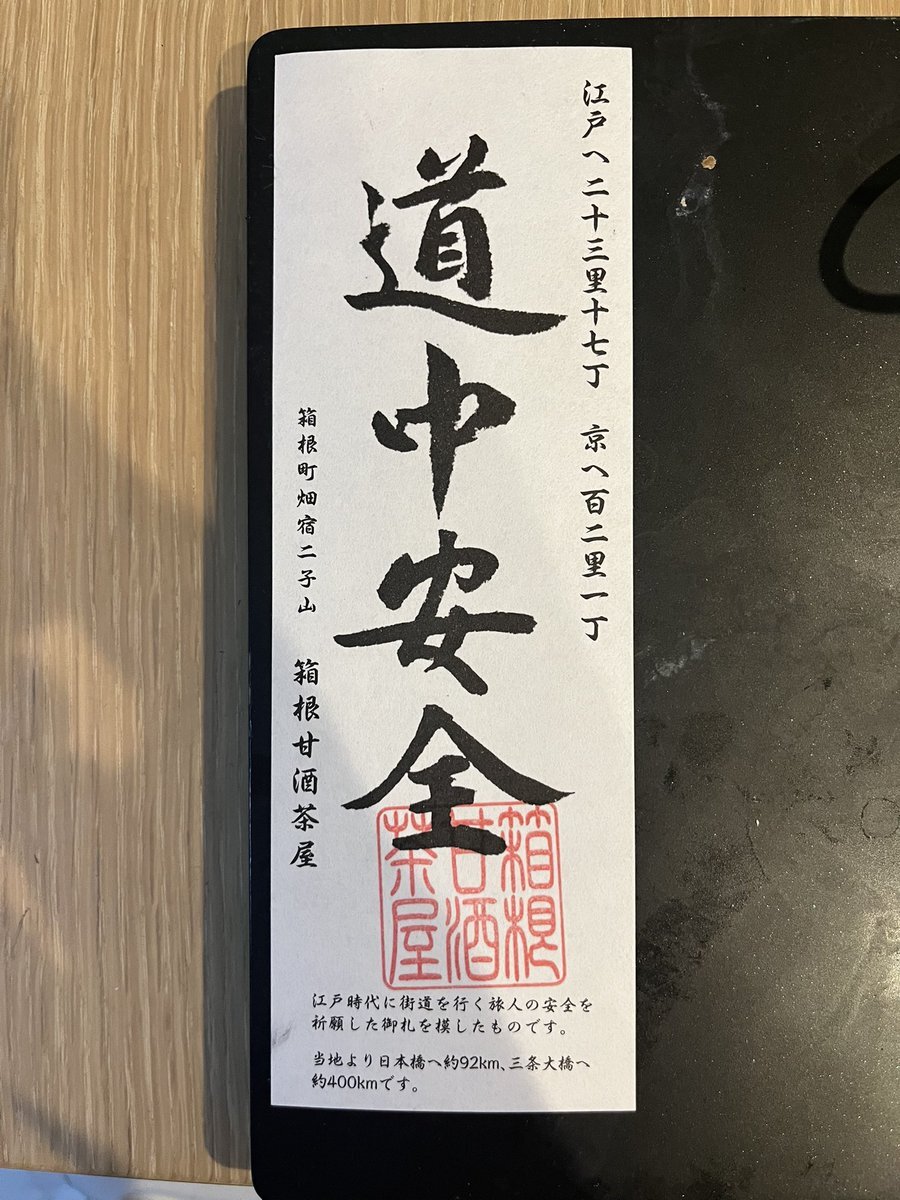 江戸へ二十三里十七丁　京へ百二里一丁
道中安全
箱根町畑宿二子山　箱根甘酒茶屋
箱根
甘酒
茶屋
江戸時代に街道を行く旅人の安全を
祈願した御札を模したものです。
当地より日本橋へ約92km、三条大橋へ
約400kmです。